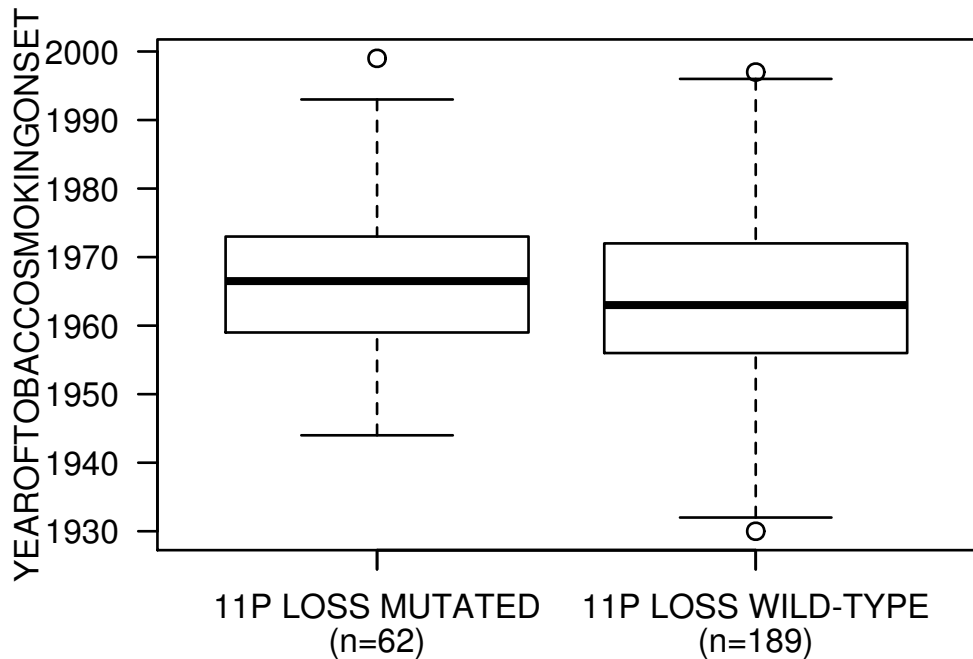 YEAROFTOBACCOSMOKINGONSET
2000
1990
1980
1970
1960
1950
1940
1930
11P LOSS MUTATED
(n=62)
11P LOSS WILD-TYPE
(n=189)